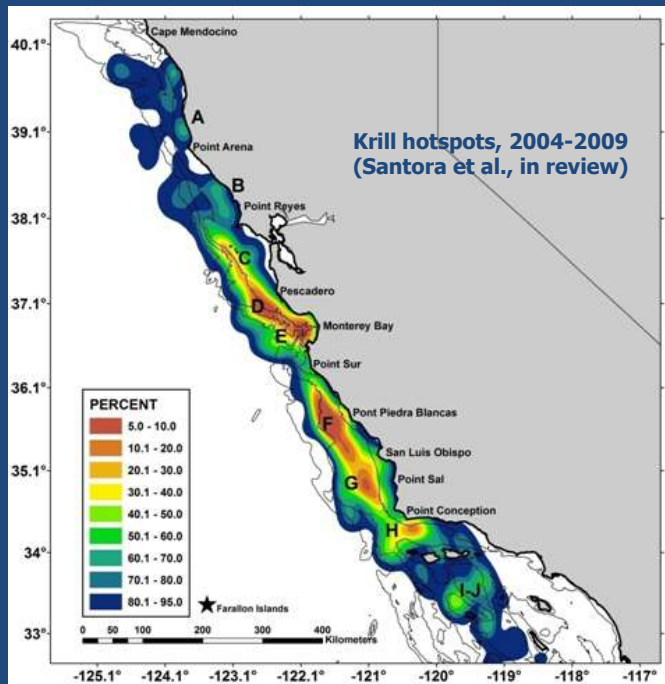 40.1°
39.1°
38.1°
37.1°
36.1°
35.1°
34°
33°
Cape Mendocino
A
Point Arena
B
Point Reyes
C
Pescadero
D
Monterey Bay
E
Point Sur
F
Pont Piedra Blancas
San Luis Obispo
G
Point Sal
Point Conception
H
I-J
Krill hotspots, 2004-2009
(Santora et al., in review)
PERCENT
5.0 - 10.0
10.1 - 20.0
20.1 - 30.0
30.1 - 40.0
40.1 - 50.0
50.1 - 60.0
60.1 - 70.0
70.1 - 80.0
80.1 - 95.0
Farallon Islands
0 50 100 200 300 400
Kilometers
-125.1° -124.1° -123.1° -122.1° -121° -120° -119° -118° -117°